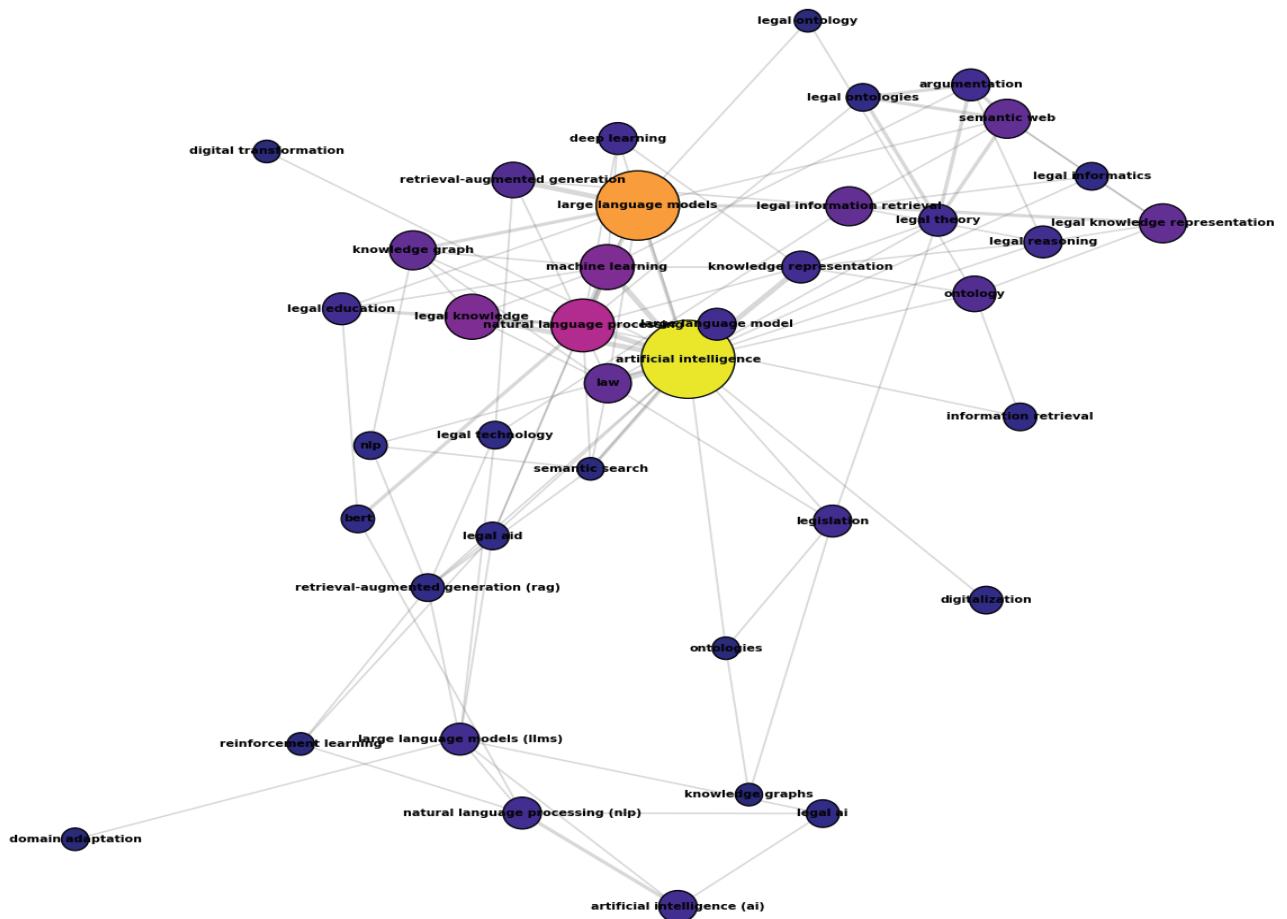 legal ontology
argumentation
legal ontologies
semantic web
deep learning
digital transformation
legal informatics
retrieval-augmented generation
large language models
legal information retrieval
legal theory
legal knowledge representation
legal reasoning
knowledge graph
machine learning
knowledge representation
ontology
legal education
legal knowledge
natural language processing
large language model
artificial intelligence
law
information retrieval
legal technology
nlp
semantic search
bert
legislation
legal aid
retrieval-augmented generation (rag)
digitalization
ontologies
large language models (llms)
reinforcement learning
knowledge graphs
natural language processing (nlp)
legal ai
domain adaptation
artificial intelligence (ai)